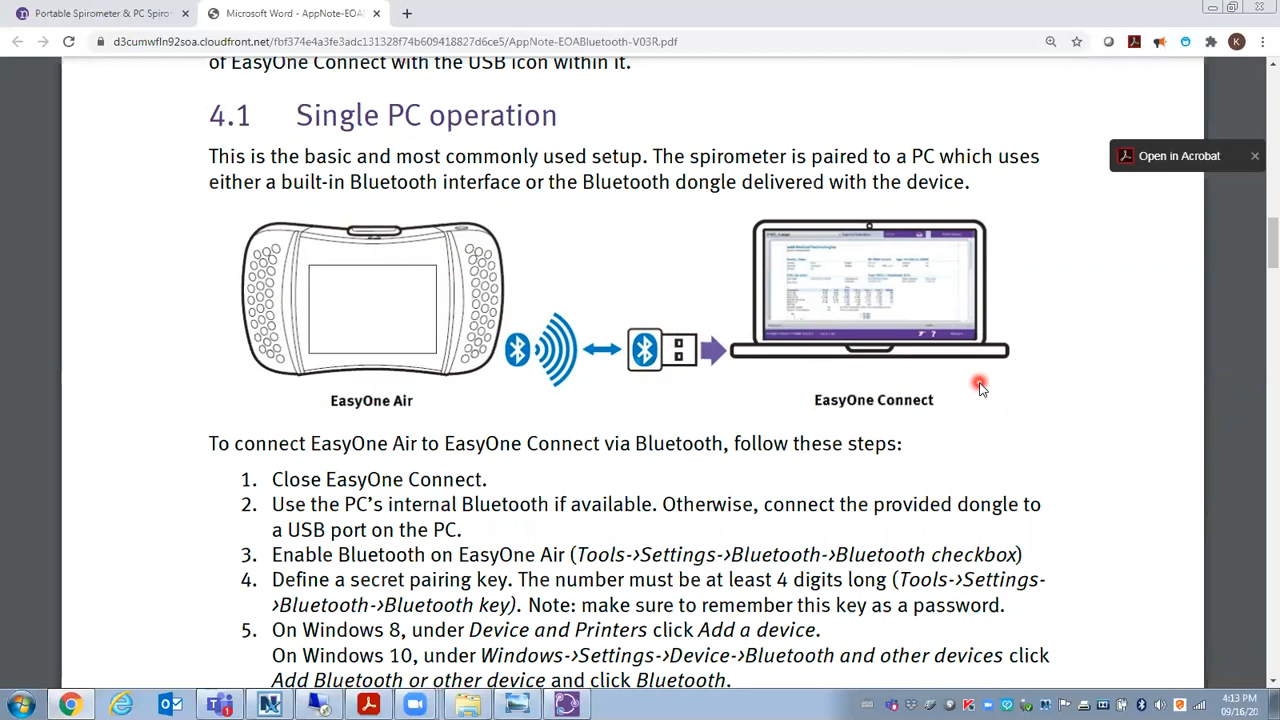 Portable Spirometer & PC Spiror
Microsoft Word - AppNote-EOAI
d3cumwfln92soa.cloudfront.net/fbf374e4a3fe3adc131328f74b609418827d6ce5/AppNote-EOABluetooth-V03R.pdf
K
of EasyOne Connect with the USB icon within it.
4.1 Single PC operation
Open in Acrobat
This is the basic and most commonly used setup. The spirometer is paired to a PC which uses
either a built-in Bluetooth interface or the Bluetooth dongle delivered with the device.
EasyOne Air
EasyOne Connect
To connect EasyOne Air to EasyOne Connect via Bluetooth, follow these steps:
1. Close EasyOne Connect.
2. Use the PC's internal Bluetooth if available. Otherwise, connect the provided dongle to
a USB port on the PC.
3. Enable Bluetooth on EasyOne Air (Tools->Settings->Bluetooth->Bluetooth checkbox)
4. Define a secret pairing key. The number must be at least 4 digits long (Tools->Settings-
>Bluetooth->Bluetooth key). Note: make sure to remember this key as a password.
5. On Windows 8, under Device and Printers click Add a device.
On Windows 10, under Windows->Settings->Device->Bluetooth and other devices click
Add Bluetooth or other device and click Bluetooth.
4:13 PM
09/16/20